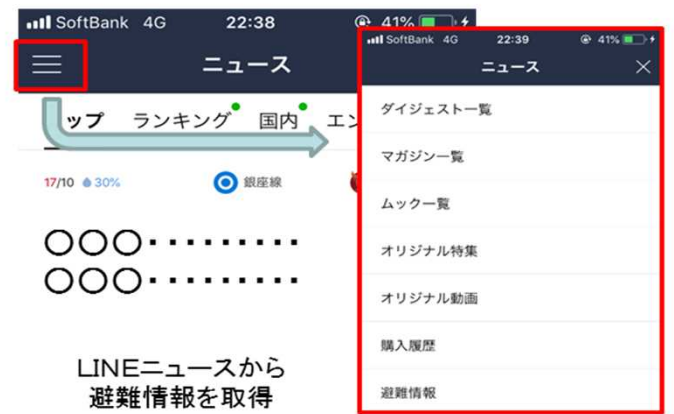 SoftBank 4G 22:38 41%
ニュース
ップ ランキング 国内 エン
17/10 30% 銀座線
○○○・・・・・・・・・
○○○・・・・・・・・・
LINEニュースから
避難情報を取得
SoftBank 4G 22:39 41%
ニュース
ダイジェスト一覧
マガジン一覧
ムック一覧
オリジナル特集
オリジナル動画
購入履歴
避難情報